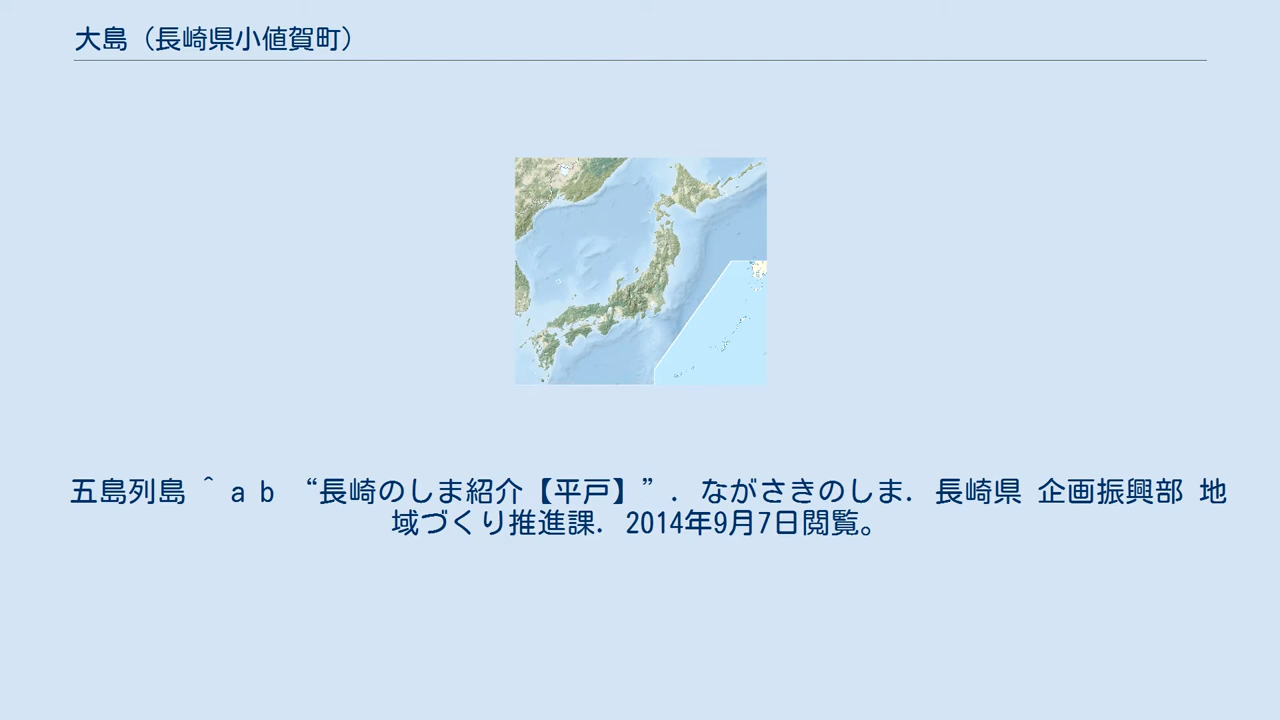 大島（長崎県小値賀町）
五島列島 ^ a b “長崎のしま紹介【平戸】”. ながさきのしま. 長崎県 企画振興部 地
域づくり推進課. 2014年9月7日閲覧。